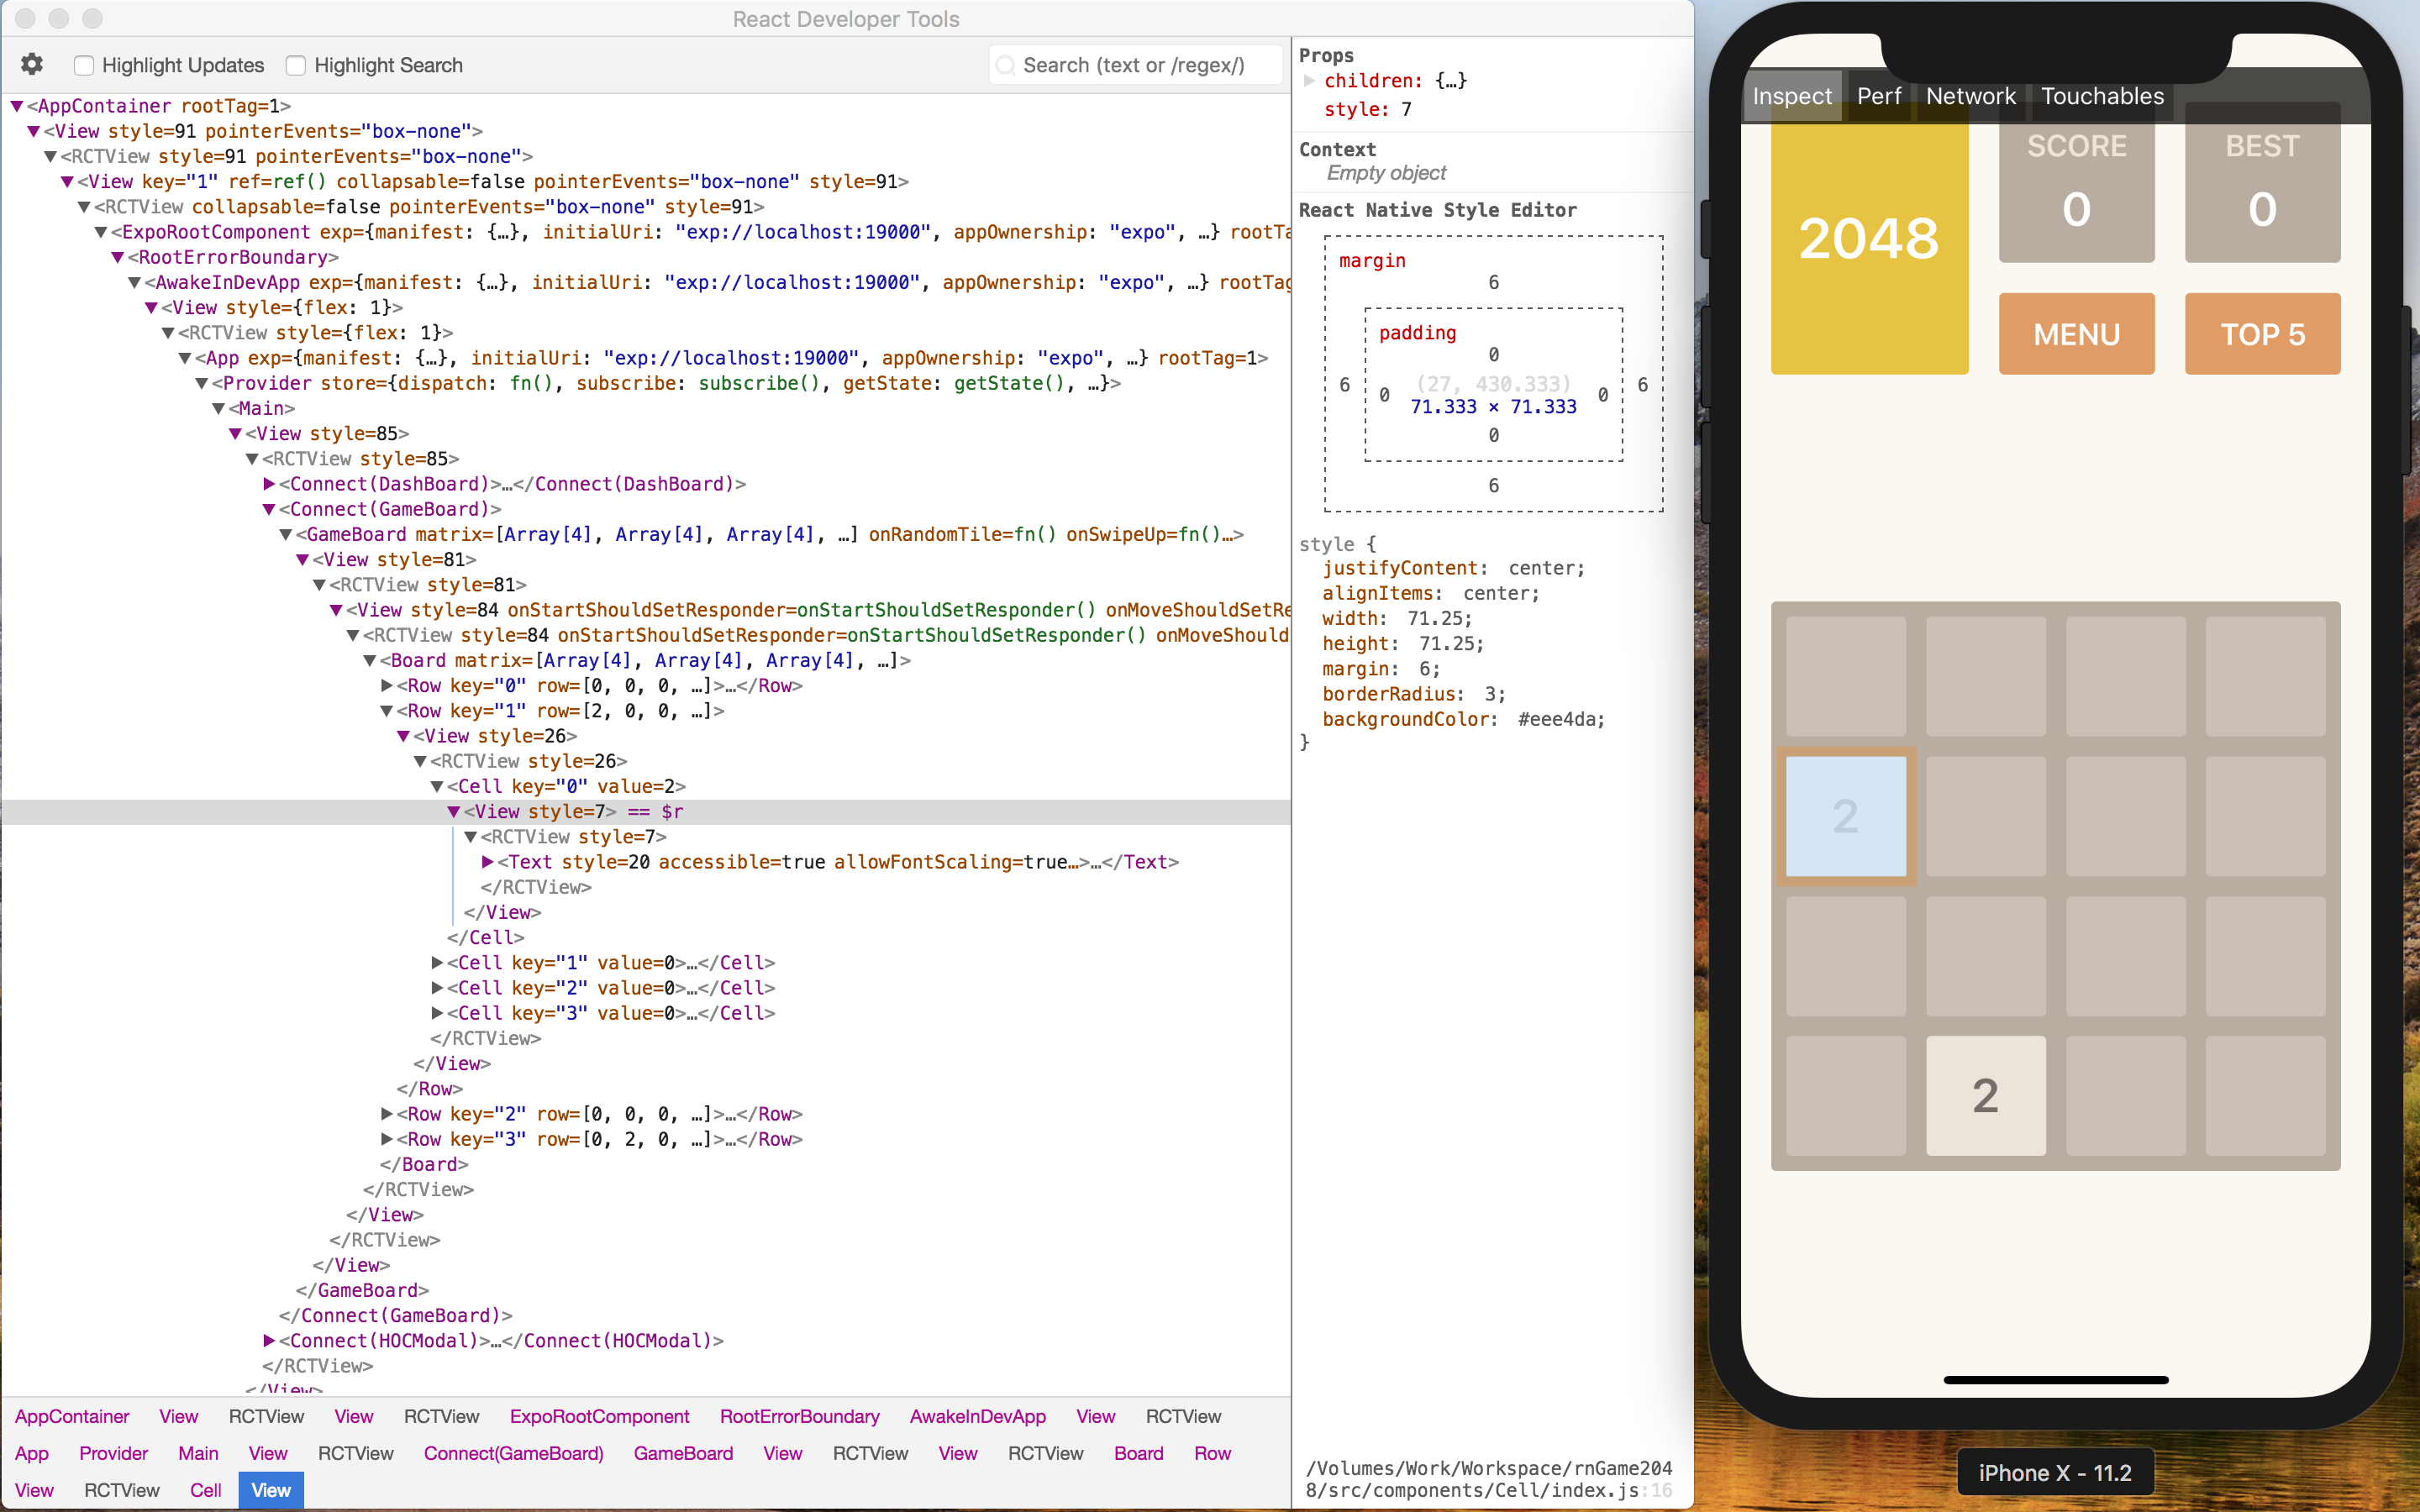 React Developer Tools
Highlight Updates Highlight Search Search (text or /regex/)
▼<AppContainer rootTag=1>
▼<View style=91 pointerEvents="box-none">
▼<RCTView style=91 pointerEvents="box-none">
▼<View key="1" ref=ref() collapsable=false pointerEvents="box-none" style=91>
▼<RCTView collapsable=false pointerEvents="box-none" style=91>
▼<ExpoRootComponent exp={manifest: {…}, initialUri: "exp://localhost:19000", appOwnership: "expo", …} rootTa
▼<RootErrorBoundary>
▼<AwakeInDevApp exp={manifest: {…}, initialUri: "exp://localhost:19000", appOwnership: "expo", …} rootTag
▼<View style={flex: 1}>
▼<RCTView style={flex: 1}>
▼<App exp={manifest: {…}, initialUri: "exp://localhost:19000", appOwnership: "expo", …} rootTag=1>
▼<Provider store={dispatch: fn(), subscribe: subscribe(), getState: getState(), …}>
▼<Main>
▼<View style=85>
▼<RCTView style=85>
▶<Connect(DashBoard)>…</Connect(DashBoard)>
▼<Connect(GameBoard)>
▼<GameBoard matrix=[Array[4], Array[4], Array[4], …] onRandomTile=fn() onSwipeUp=fn()…>
▼<View style=81>
▼<RCTView style=81>
▼<View style=84 onStartShouldSetResponder=onStartShouldSetResponder() onMoveShouldSetRe
▼<RCTView style=84 onStartShouldSetResponder=onStartShouldSetResponder() onMoveShould
▼<Board matrix=[Array[4], Array[4], Array[4], …]>
▶<Row key="0" row=[0, 0, 0, …]>…</Row>
▼<Row key="1" row=[2, 0, 0, …]>
▼<View style=26>
▼<RCTView style=26>
▼<Cell key="0" value=2>
▼<View style=7> == $r
▼<RCTView style=7>
▶<Text style=20 accessible=true allowFontScaling=true…>…</Text>
</RCTView>
</View>
</Cell>
▶<Cell key="1" value=0>…</Cell>
▶<Cell key="2" value=0>…</Cell>
▶<Cell key="3" value=0>…</Cell>
</RCTView>
</View>
</Row>
▶<Row key="2" row=[0, 0, 0, …]>…</Row>
▶<Row key="3" row=[0, 2, 0, …]>…</Row>
</Board>
</RCTView>
</View>
</RCTView>
</View>
</GameBoard>
</Connect(GameBoard)>
▶<Connect(HOCModal)>…</Connect(HOCModal)>
</RCTView>
</View>
AppContainer View RCTView View RCTView ExpoRootComponent RootErrorBoundary AwakeInDevApp View RCTView
App Provider Main View RCTView Connect(GameBoard) GameBoard View RCTView View RCTView Board Row
View RCTView Cell View
Props
▶ children: {…}
style: 7
Context
Empty object
React Native Style Editor
margin
6
padding
0
6 0 (27, 430.333) 0 6
71.333 × 71.333
0
6
style {
justifyContent: center;
alignItems: center;
width: 71.25;
height: 71.25;
margin: 6;
borderRadius: 3;
backgroundColor: #eee4da;
}
/Volumes/Work/Workspace/rnGame204
8/src/components/Cell/index.js:16
Inspect Perf Network Touchables
2048
SCORE
0
BEST
0
MENU TOP 5
2
2
iPhone X - 11.2